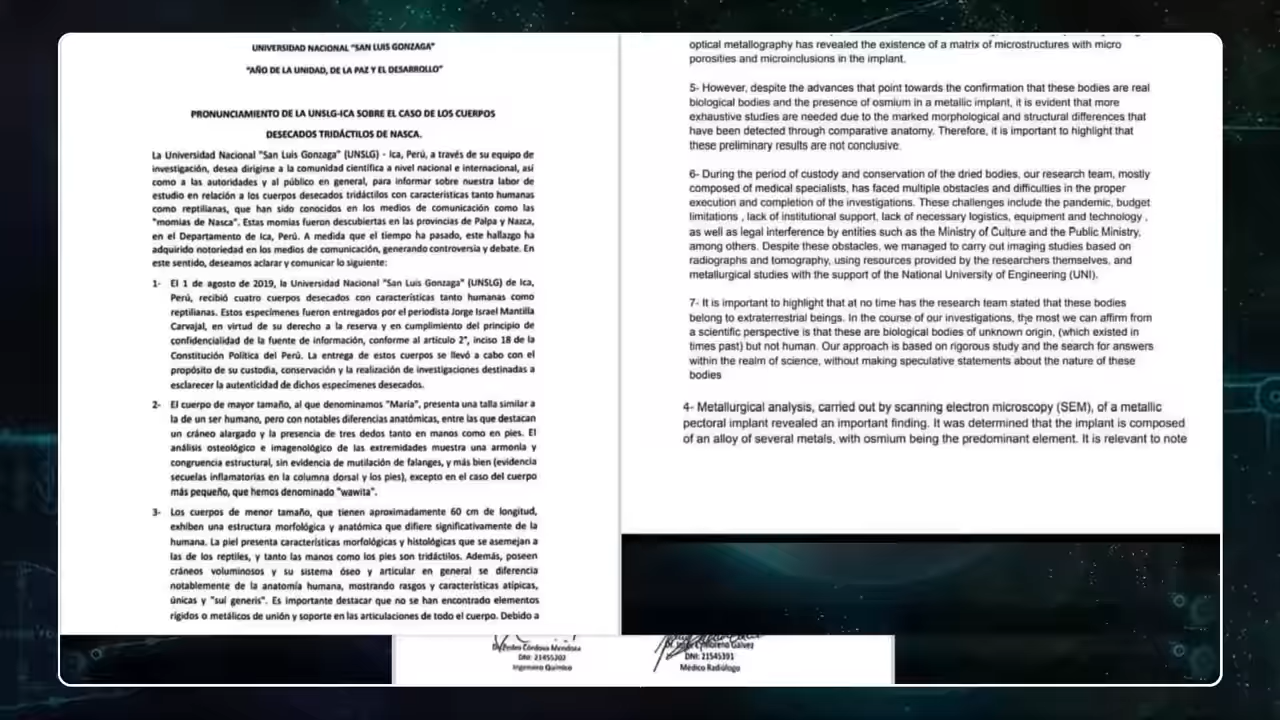 UNIVERSIDAD NACIONAL "SAN LUIS GONZAGA"
"AÑO DE LA UNIDAD, DE LA PAZ Y EL DESARROLLO"
PRONUNCIAMIENTO DE LA UNSLG-ICA SOBRE EL CASO DE LOS CUERPOS
DESECADOS TRIDÁCTILOS DE NASCA.
La Universidad Nacional "San Luis Gonzaga" (UNSLG) - Ica, Perú, a través de su equipo de
investigación, desea dirigirse a la comunidad científica a nivel nacional e internacional, así
como a las autoridades y al público en general, para informar sobre nuestra labor de
estudio en relación a los cuerpos desecados tridáctilos con características tanto humanas
como reptilianas, que han sido conocidos en los medios de comunicación como las
"momias de Nasca". Estas momias fueron descubiertas en las provincias de Palpa y Nazca,
en el Departamento de Ica, Perú. A medida que el tiempo ha pasado, este hallazgo ha
adquirido notoriedad en los medios de comunicación, generando controversia y debate. En
este sentido, deseamos aclarar y comunicar lo siguiente:
1- El 1 de agosto de 2019, la Universidad Nacional "San Luis Gonzaga" (UNSLG) de Ica,
Perú, recibió cuatro cuerpos desecados con características tanto humanas como
reptilianas. Estos especímenes fueron entregados por el periodista Jorge Israel Mantilla
Carvajal, en virtud de su derecho a la reserva y en cumplimiento del principio de
confidencialidad de la fuente de información, conforme al artículo 2°, inciso 18 de la
Constitución Política del Perú. La entrega de estos cuerpos se llevó a cabo con el
propósito de su custodia, conservación y la realización de investigaciones destinadas a
esclarecer la autenticidad de dichos especímenes desecados.
2- El cuerpo de mayor tamaño, al que denominamos "María", presenta una talla similar a
la de un ser humano, pero con notables diferencias anatómicas, entre las que destacan
un cráneo alargado y la presencia de tres dedos tanto en manos como en pies. El
análisis osteológico e imagenológico de las extremidades muestra una armonía y
congruencia estructural, sin evidencia de mutilación de falanges, y más bien (evidencia
secuelas inflamatorias en la columna dorsal y los pies), excepto en el caso del cuerpo
más pequeño, que hemos denominado "wawita".
3- Los cuerpos de menor tamaño, que tienen aproximadamente 60 cm de longitud,
exhiben una estructura morfológica y anatómica que difiere significativamente de la
humana. La piel presenta características morfológicas y histológicas que se asemejan a
las de los reptiles, y tanto las manos como los pies son tridáctilos. Además, poseen
cráneos voluminosos y su sistema óseo y articular en general se diferencia
notablemente de la anatomía humana, mostrando rasgos y características atípicas,
únicas y "sui generis". Es importante destacar que no se han encontrado elementos
rígidos o metálicos de unión y soporte en las articulaciones de todo el cuerpo. Debido a
optical metallography has revealed the existence of a matrix of microstructures with micro
porosities and microinclusions in the implant.
5- However, despite the advances that point towards the confirmation that these bodies are real
biological bodies and the presence of osmium in a metallic implant, it is evident that more
exhaustive studies are needed due to the marked morphological and structural differences that
have been detected through comparative anatomy. Therefore, it is important to highlight that
these preliminary results are not conclusive.
6- During the period of custody and conservation of the dried bodies, our research team, mostly
composed of medical specialists, has faced multiple obstacles and difficulties in the proper
execution and completion of the investigations. These challenges include the pandemic, budget
limitations , lack of institutional support, lack of necessary logistics, equipment and technology ,
as well as legal interference by entities such as the Ministry of Culture and the Public Ministry,
among others. Despite these obstacles, we managed to carry out imaging studies based on
radiographs and tomography, using resources provided by the researchers themselves, and
metallurgical studies with the support of the National University of Engineering (UNI).
7- It is important to highlight that at no time has the research team stated that these bodies
belong to extraterrestrial beings. In the course of our investigations, the most we can affirm from
a scientific perspective is that these are biological bodies of unknown origin, (which existed in
times past) but not human. Our approach is based on rigorous study and the search for answers
within the realm of science, without making speculative statements about the nature of these
bodies
4- Metallurgical analysis, carried out by scanning electron microscopy (SEM), of a metallic
pectoral implant revealed an important finding. It was determined that the implant is composed
of an alloy of several metals, with osmium being the predominant element. It is relevant to note
Córdova Mendoza
DNI:
Ingeniero Químico
Gálvez
DNI: 21545391
Médico Radiólogo